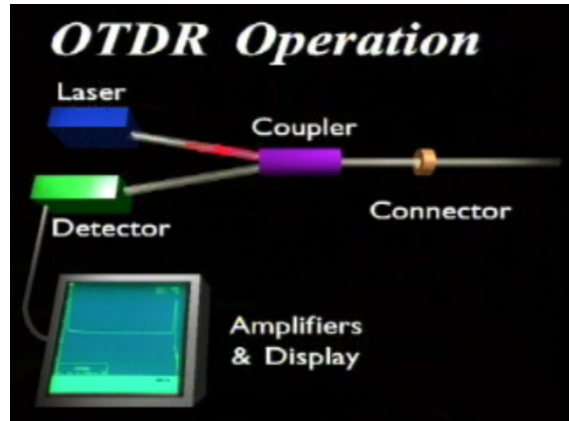 OTDR Operation
Laser
Coupler
Connector
Detector
Amplifiers
& Display